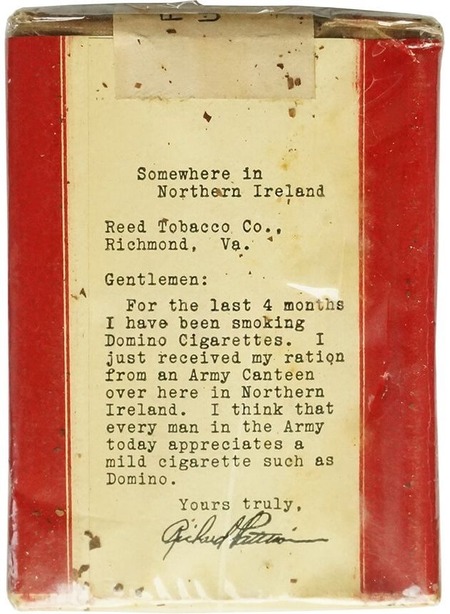 Somewhere in
Northern Ireland
Reed Tobacco Co.,
Richmond, Va.
Gentlemen:
For the last 4 months
I have been smoking
Domino Cigarettes. I
just received my ration
from an Army Canteen
over here in Northern
Ireland. I think that
every man in the Army
today appreciates a
mild cigarette such as
Domino.
Yours truly,
Richard